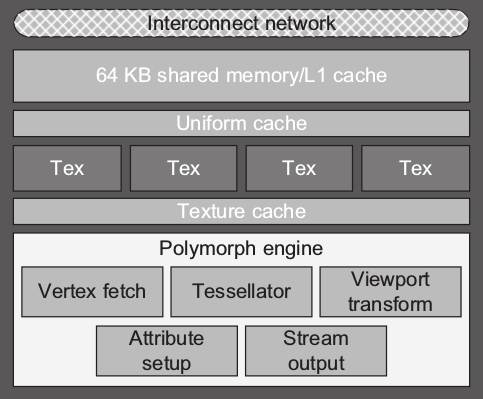 Interconnect network
64 KB shared memory/L1 cache
Uniform cache
Tex Tex Tex Tex
Texture cache
Polymorph engine
Vertex fetch Tessellator Viewport
transform
Attribute
setup
Stream
output